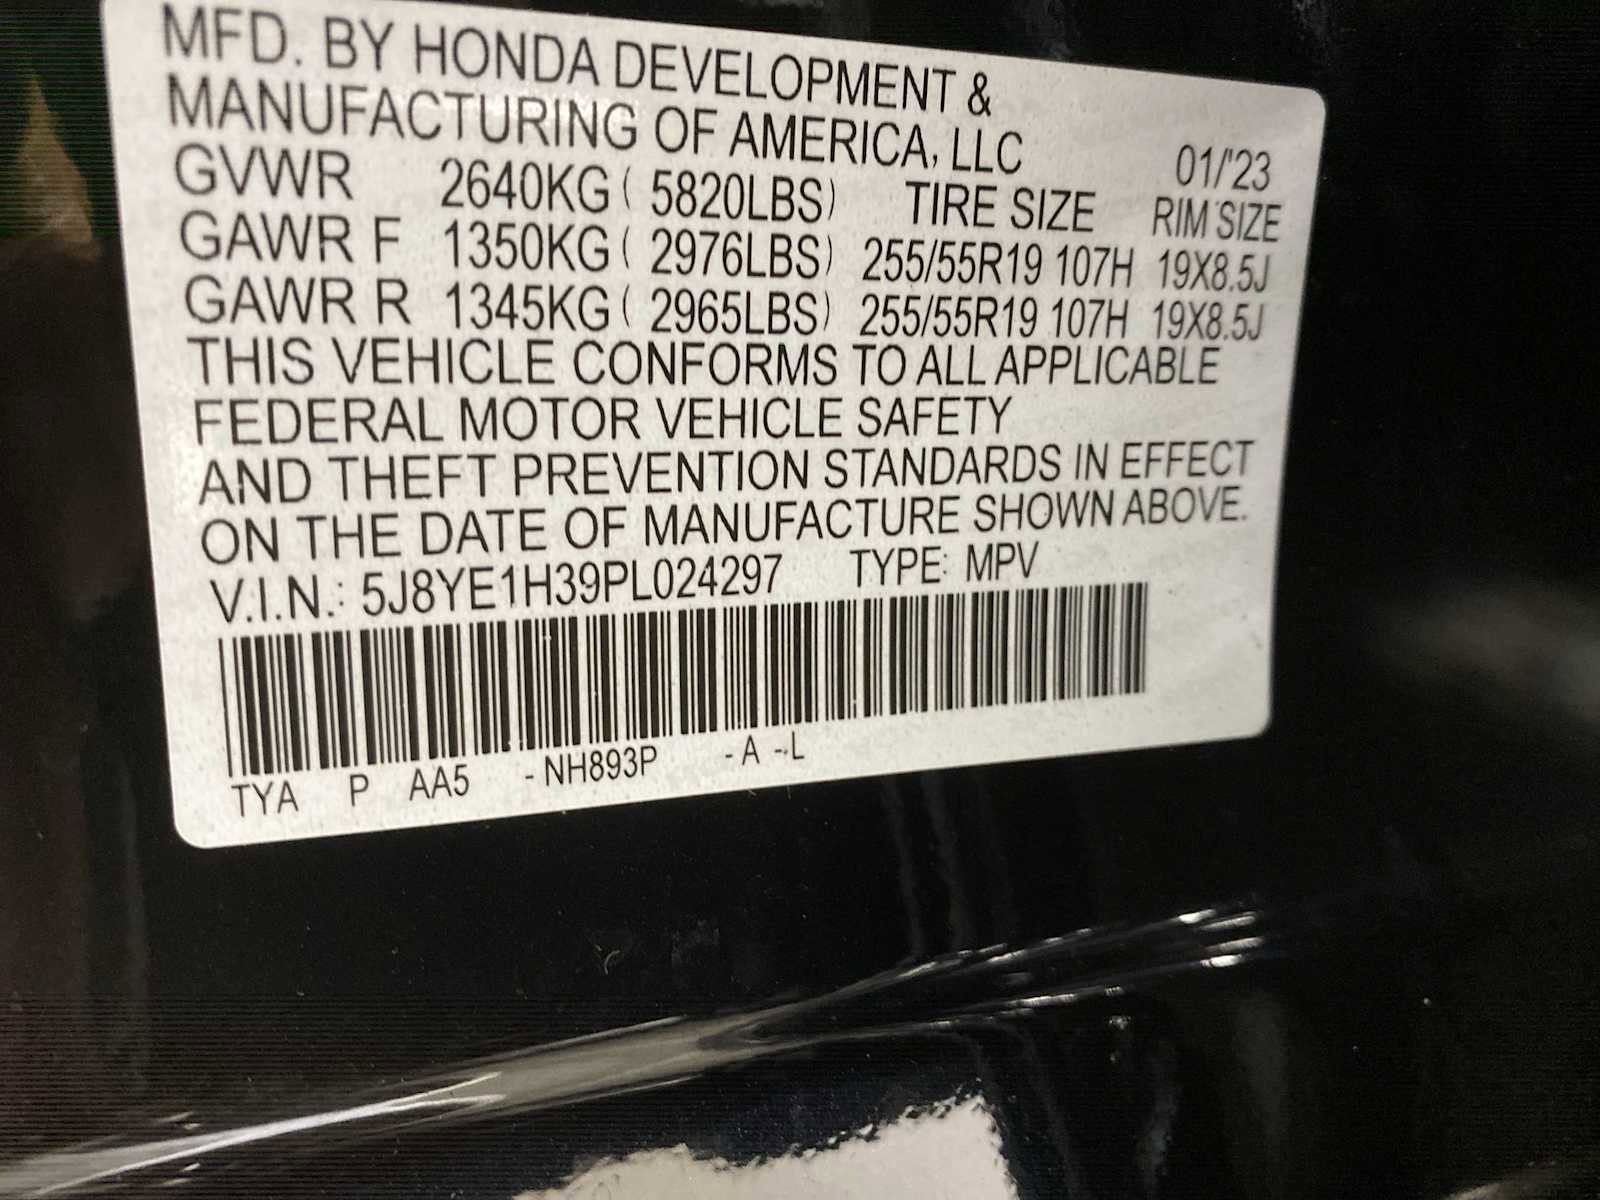 MFD. BY HONDA DEVELOPMENT &
MANUFACTURING OF AMERICA, LLC 01/'23
GVWR 2640KG ( 5820LBS) TIRE SIZE RIM SIZE
GAWR F 1350KG ( 2976LBS) 255/55R19 107H 19X8.5J
GAWR R 1345KG ( 2965LBS) 255/55R19 107H 19X8.5J
THIS VEHICLE CONFORMS TO ALL APPLICABLE
FEDERAL MOTOR VEHICLE SAFETY
AND THEFT PREVENTION STANDARDS IN EFFECT
ON THE DATE OF MANUFACTURE SHOWN ABOVE.
V.I.N.: 5J8YE1H39PL024297 TYPE: MPV
TYA P AA5 - NH893P - A -L